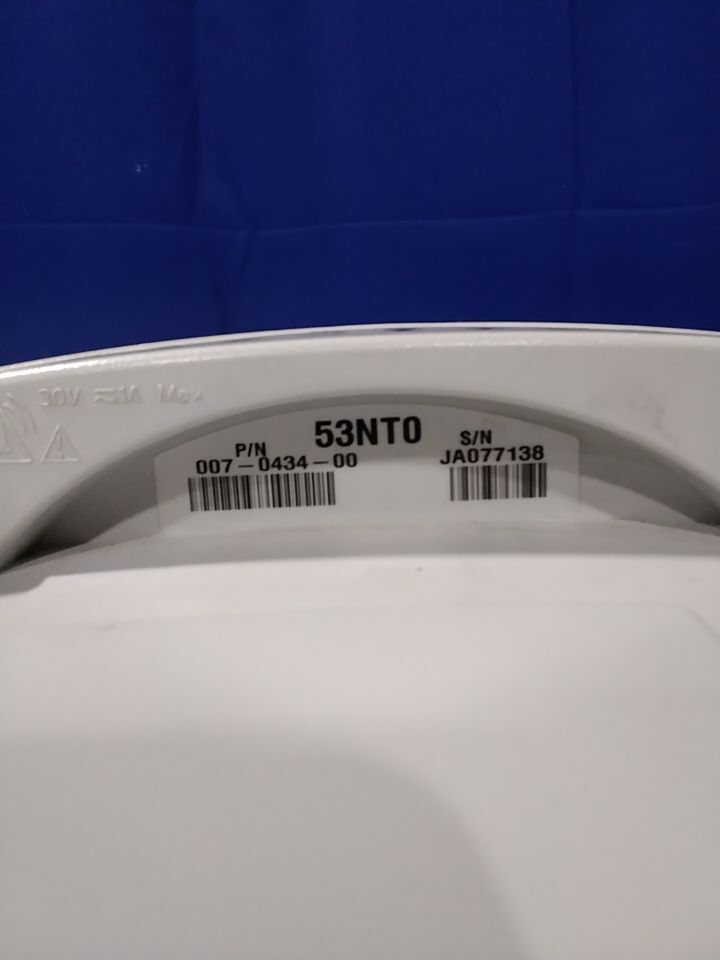 30V ⎓1A Max
53NT0
P/N
007-0434-00
S/N
JA077138